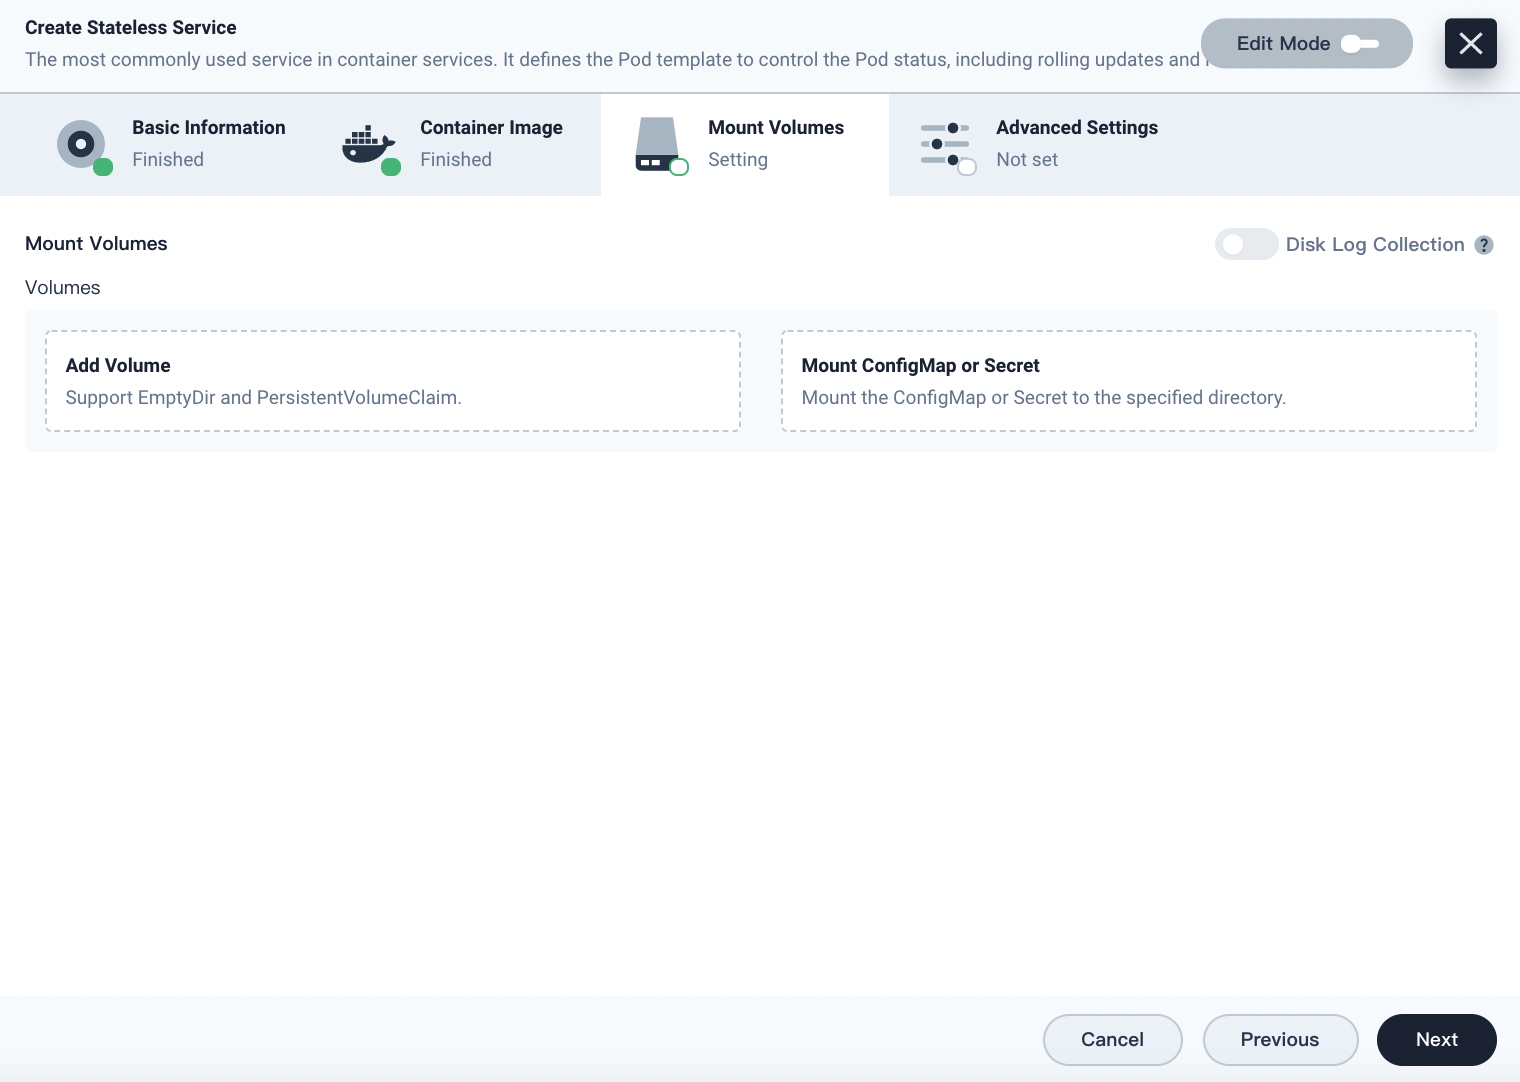 Create Stateless Service
The most commonly used service in container services. It defines the Pod template to control the Pod status, including rolling updates and
Edit Mode
Basic Information
Finished
Container Image
Finished
Mount Volumes
Setting
Advanced Settings
Not set
Mount Volumes
Disk Log Collection ?
Volumes
Add Volume
Support EmptyDir and PersistentVolumeClaim.
Mount ConfigMap or Secret
Mount the ConfigMap or Secret to the specified directory.
Cancel
Previous
Next